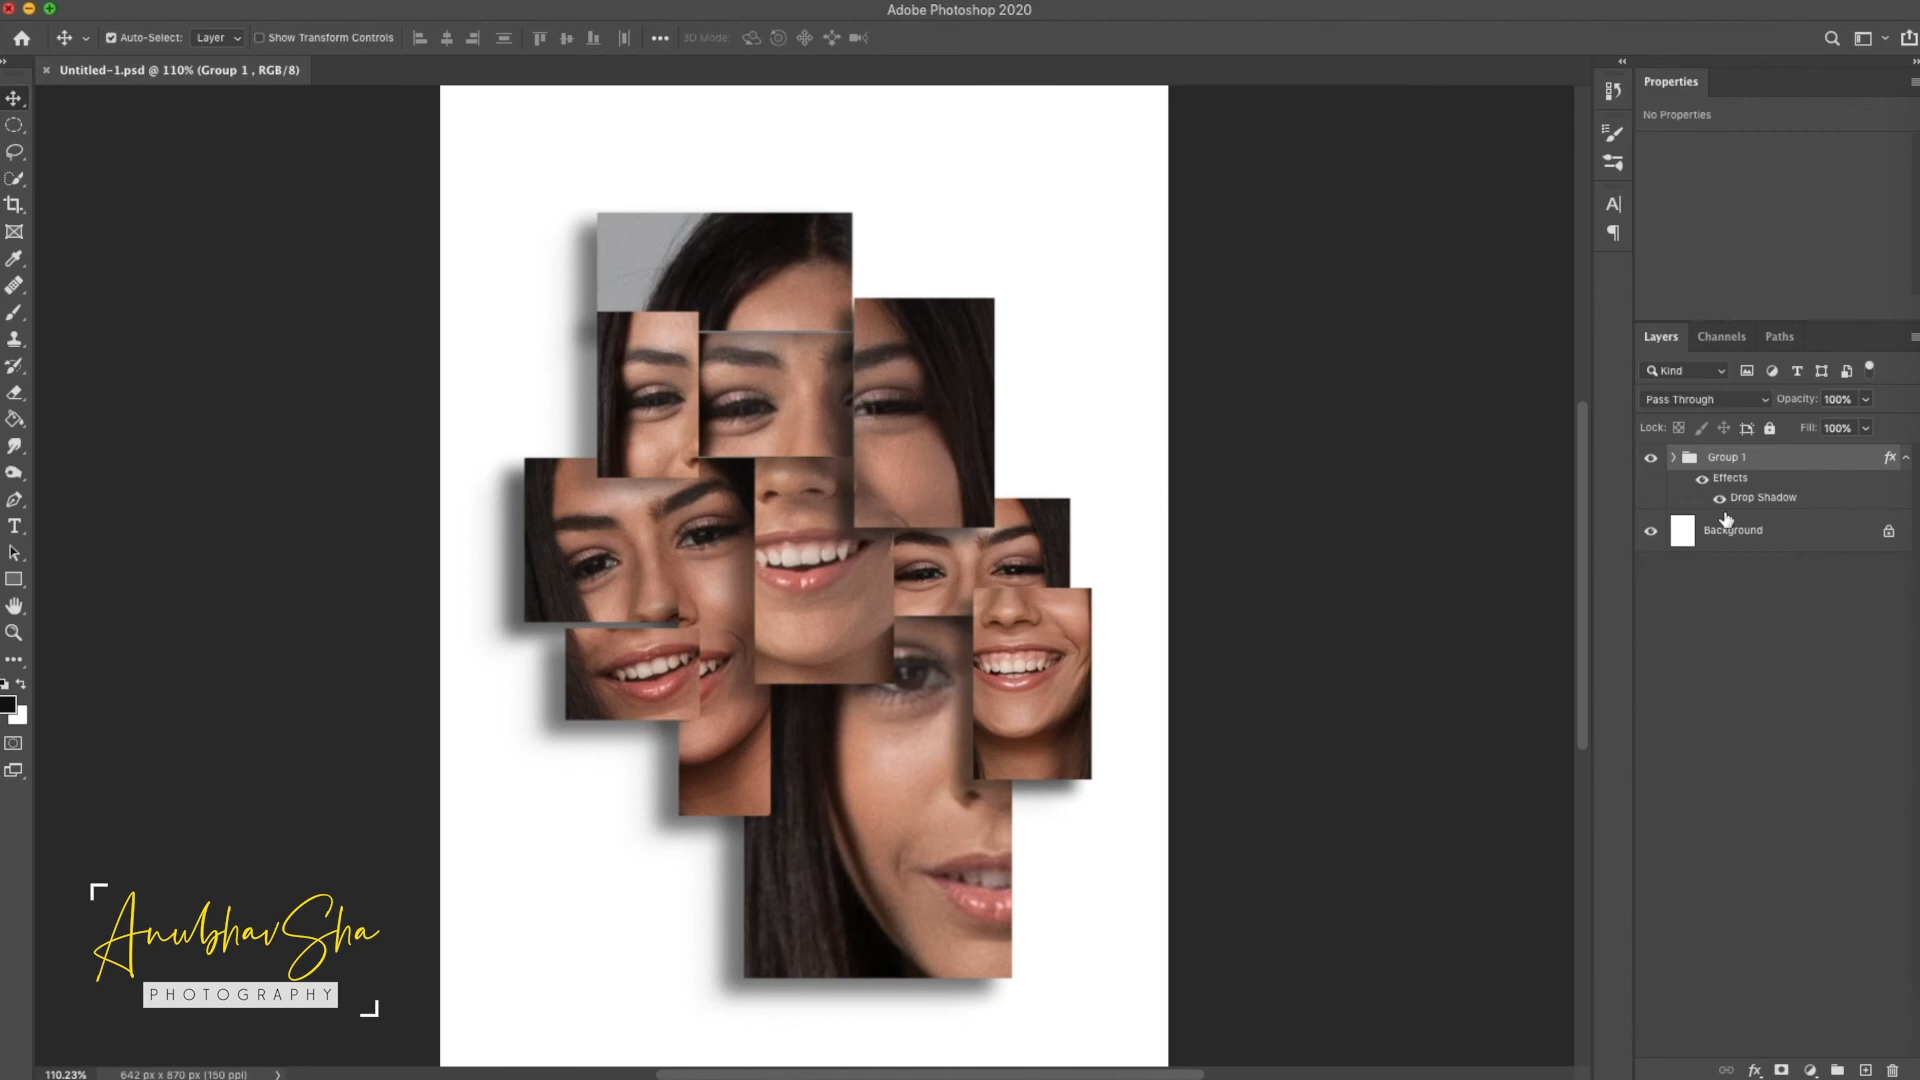 Adobe Photoshop 2020
Auto-Select: Layer Show Transform Controls 3D Mode:
Untitled-1.psd @ 110% (Group 1 , RGB/8)
Properties
No Properties
Layers Channels Paths
Kind
Pass Through Opacity: 100%
Lock: Fill: 100%
Group 1 fx
Effects
Drop Shadow
Background
AnubhavSha
PHOTOGRAPHY
110.23% 642 px x 870 px (150 ppi)
fx